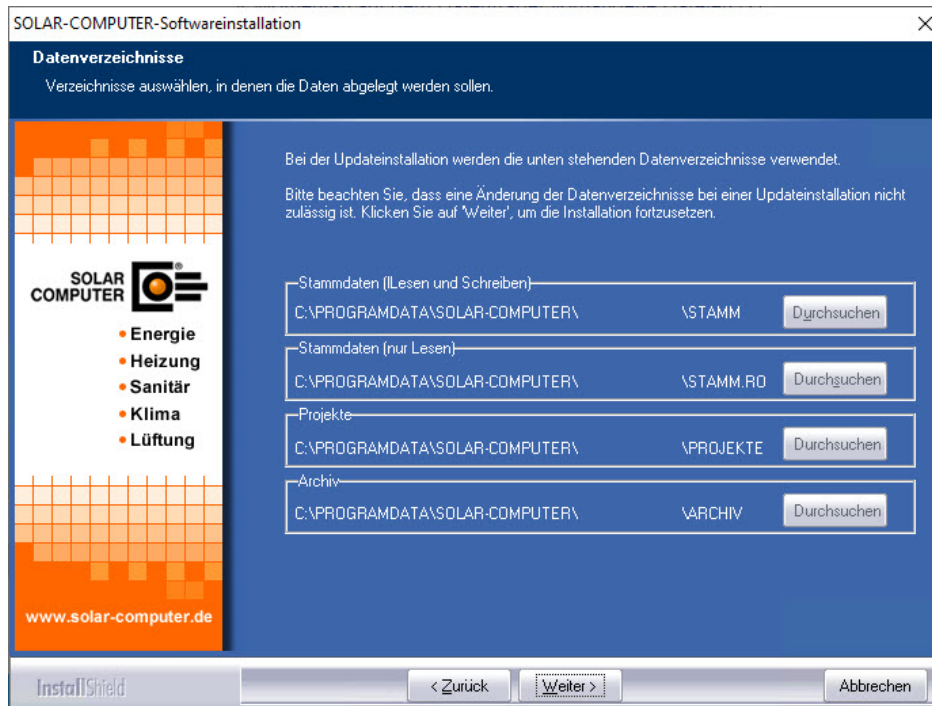 SOLAR-COMPUTER-Softwareinstallation
Datenverzeichnisse
Verzeichnisse auswählen, in denen die Daten abgelegt werden sollen.
Bei der Updateinstallation werden die unten stehenden Datenverzeichnisse verwendet.
Bitte beachten Sie, dass eine Änderung der Datenverzeichnisse bei einer Updateinstallation nicht
zulässig ist. Klicken Sie auf 'Weiter', um die Installation fortzusetzen.
SOLAR
COMPUTER
®
• Energie
• Heizung
• Sanitär
• Klima
• Lüftung
www.solar-computer.de
Stammdaten (lLesen und Schreiben)
C:\PROGRAMDATA\SOLAR-COMPUTER\ \STAMM Durchsuchen
Stammdaten (nur Lesen)
C:\PROGRAMDATA\SOLAR-COMPUTER\ \STAMM.RO Durchsuchen
Projekte
C:\PROGRAMDATA\SOLAR-COMPUTER\ \PROJEKTE Durchsuchen
Archiv
C:\PROGRAMDATA\SOLAR-COMPUTER\ \ARCHIV Durchsuchen
InstallShield
< Zurück Weiter > Abbrechen